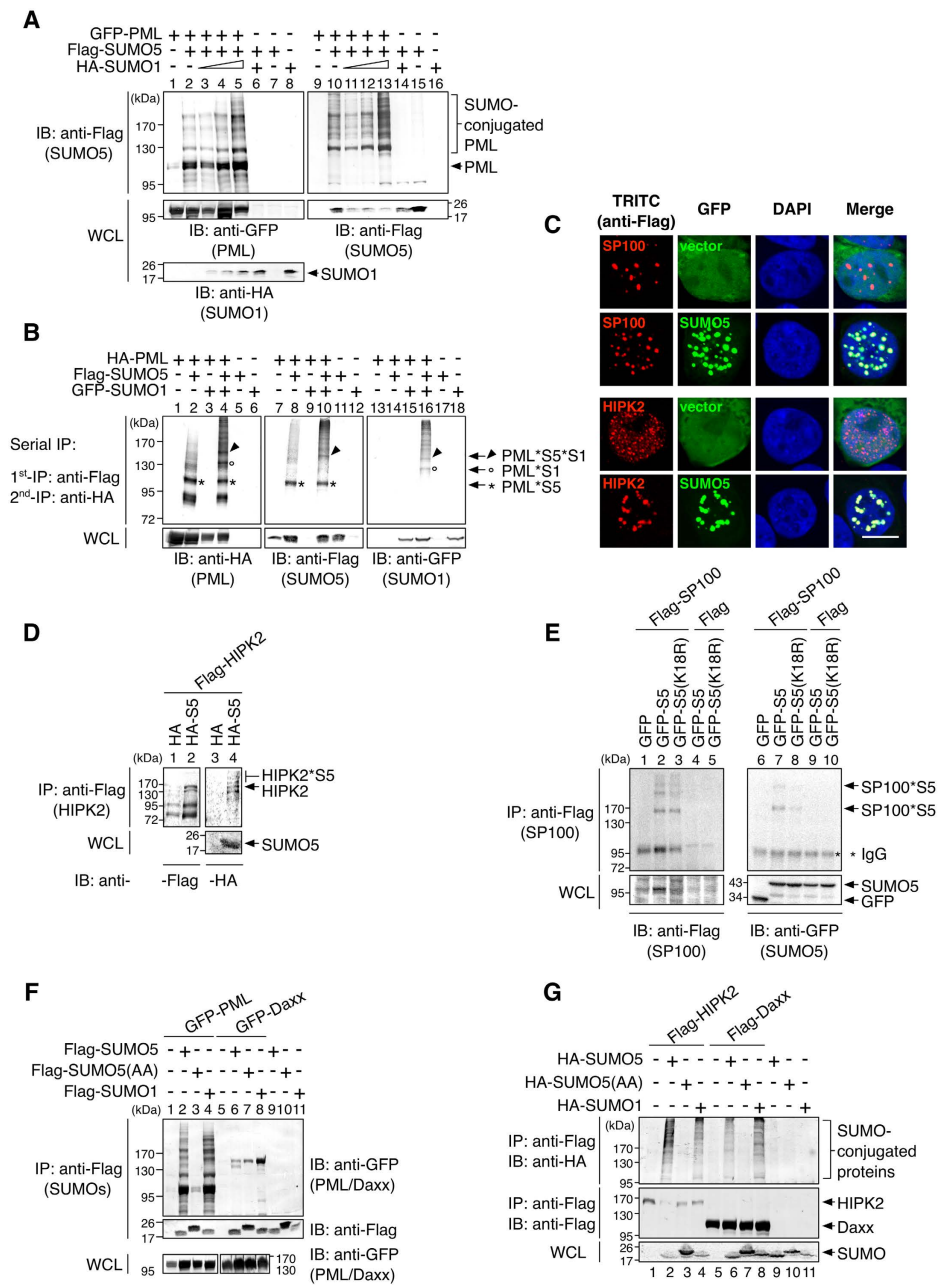 A
GFP-PML + + + + + - - - + + + + + - - -
Flag-SUMO5 - + + + + + + - - + + + + + + -
HA-SUMO1 - - + - + - - + - +
1 2 3 4 5 6 7 8 9 10 11 12 13 14 15 16
(kDa)
170
130
95
IB: anti-Flag
(SUMO5)
SUMO-
conjugated
PML
PML
WCL
95
26
17
IB: anti-GFP
(PML)
IB: anti-Flag
(SUMO5)
26
17
SUMO1
IB: anti-HA
(SUMO1)
B
HA-PML + + + + - - + + + + - - + + + + - -
Flag-SUMO5 - + - + + - - + - + + - - + - + + -
GFP-SUMO1 - - + + - + - - + + - + - - + + - +
1 2 3 4 5 6 7 8 9 10 11 12 13 14 15 16 17 18
Serial IP:
1st-IP: anti-Flag
2nd-IP: anti-HA
170
130
95
72
*
*
*
*
PML*S5*S1
PML*S1
* PML*S5
WCL
IB: anti-HA
(PML)
IB: anti-Flag
(SUMO5)
IB: anti-GFP
(SUMO1)
C
TRITC
(anti-Flag)
GFP
DAPI
Merge
SP100
vector
SP100
SUMO5
HIPK2
vector
HIPK2
SUMO5
D
Flag-HIPK2
HA
HA-S5
HA
HA-S5
(kDa) 1 2 3 4
170
130
95
72
IP: anti-Flag
(HIPK2)
HIPK2*S5
HIPK2
WCL
26
17
SUMO5
IB: anti-
-Flag
-HA
E
Flag-SP100
Flag
Flag-SP100
Flag
GFP
GFP-S5
GFP-S5(K18R)
GFP-S5
GFP-S5(K18R)
GFP
GFP-S5
GFP-S5(K18R)
GFP-S5
GFP-S5(K18R)
(kDa) 1 2 3 4 5 6 7 8 9 10
IP: anti-Flag
(SP100)
170
130
95
72
170
130
95
72
SP100*S5
SP100*S5
* * IgG
WCL
95
43
34
SUMO5
GFP
IB: anti-Flag
(SP100)
IB: anti-GFP
(SUMO5)
F
GFP-PML
GFP-Daxx
Flag-SUMO5 - + - - - + - - + - -
Flag-SUMO5(AA) - - + - - - + - - + -
Flag-SUMO1 - - - + - - - + - - +
(kDa) 1 2 3 4 5 6 7 8 9 10 11
IP: anti-Flag
(SUMOs)
170
130
95
IB: anti-GFP
(PML/Daxx)
26
17
IB: anti-Flag
WCL
95
170
130
IB: anti-GFP
(PML/Daxx)
G
Flag-HIPK2
Flag-Daxx
HA-SUMO5 - + - - - + - - + - -
HA-SUMO5(AA) - - + - - - + - - + -
HA-SUMO1 - - - + - - - + - - +
(kDa)
IP: anti-Flag
IB: anti-HA
170
130
SUMO-
conjugated
proteins
IP: anti-Flag
IB: anti-Flag
170
130
95
HIPK2
Daxx
WCL
26
17
SUMO
1 2 3 4 5 6 7 8 9 10 11